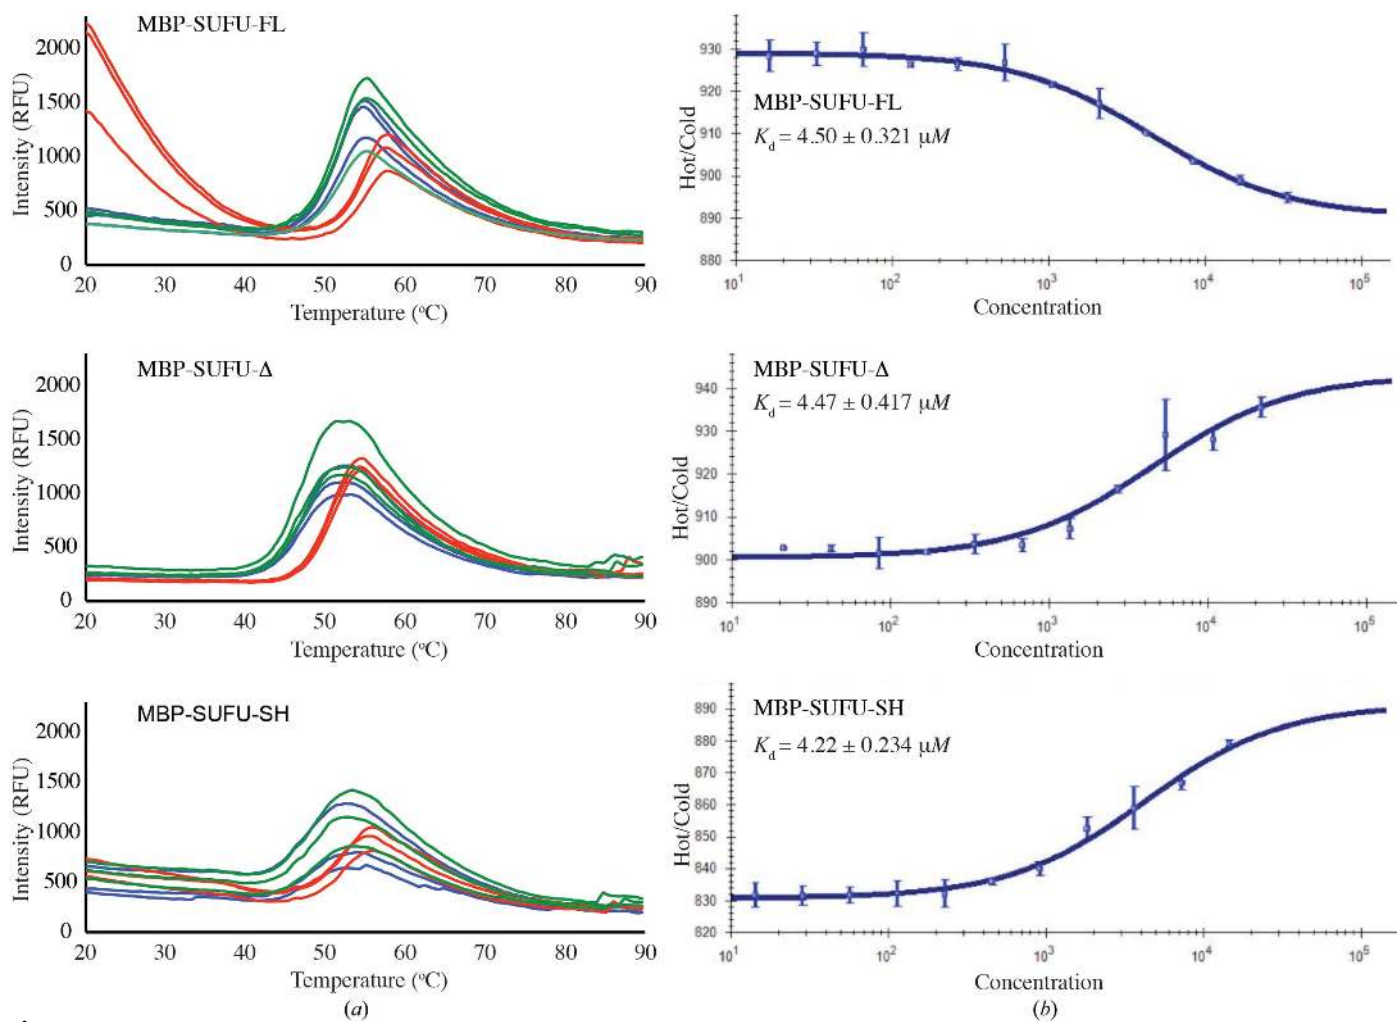 MBP-SUFU-FL
Intensity (RFU)
2000
1500
1000
500
0
20 30 40 50 60 70 80 90
Temperature (°C)
MBP-SUFU-FL
K_d = 4.50 ± 0.321 μM
Hot/Cold
930
920
910
900
890
880
10^1 10^2 10^3 10^4 10^5
Concentration
MBP-SUFU-Δ
Intensity (RFU)
2000
1500
1000
500
0
20 30 40 50 60 70 80 90
Temperature (°C)
MBP-SUFU-Δ
K_d = 4.47 ± 0.417 μM
Hot/Cold
940
930
920
910
900
890
10^1 10^2 10^3 10^4 10^5
Concentration
MBP-SUFU-SH
Intensity (RFU)
2000
1500
1000
500
0
20 30 40 50 60 70 80 90
Temperature (°C)
(a)
MBP-SUFU-SH
K_d = 4.22 ± 0.234 μM
Hot/Cold
890
880
870
860
850
840
830
820
10^1 10^2 10^3 10^4 10^5
Concentration
(b)